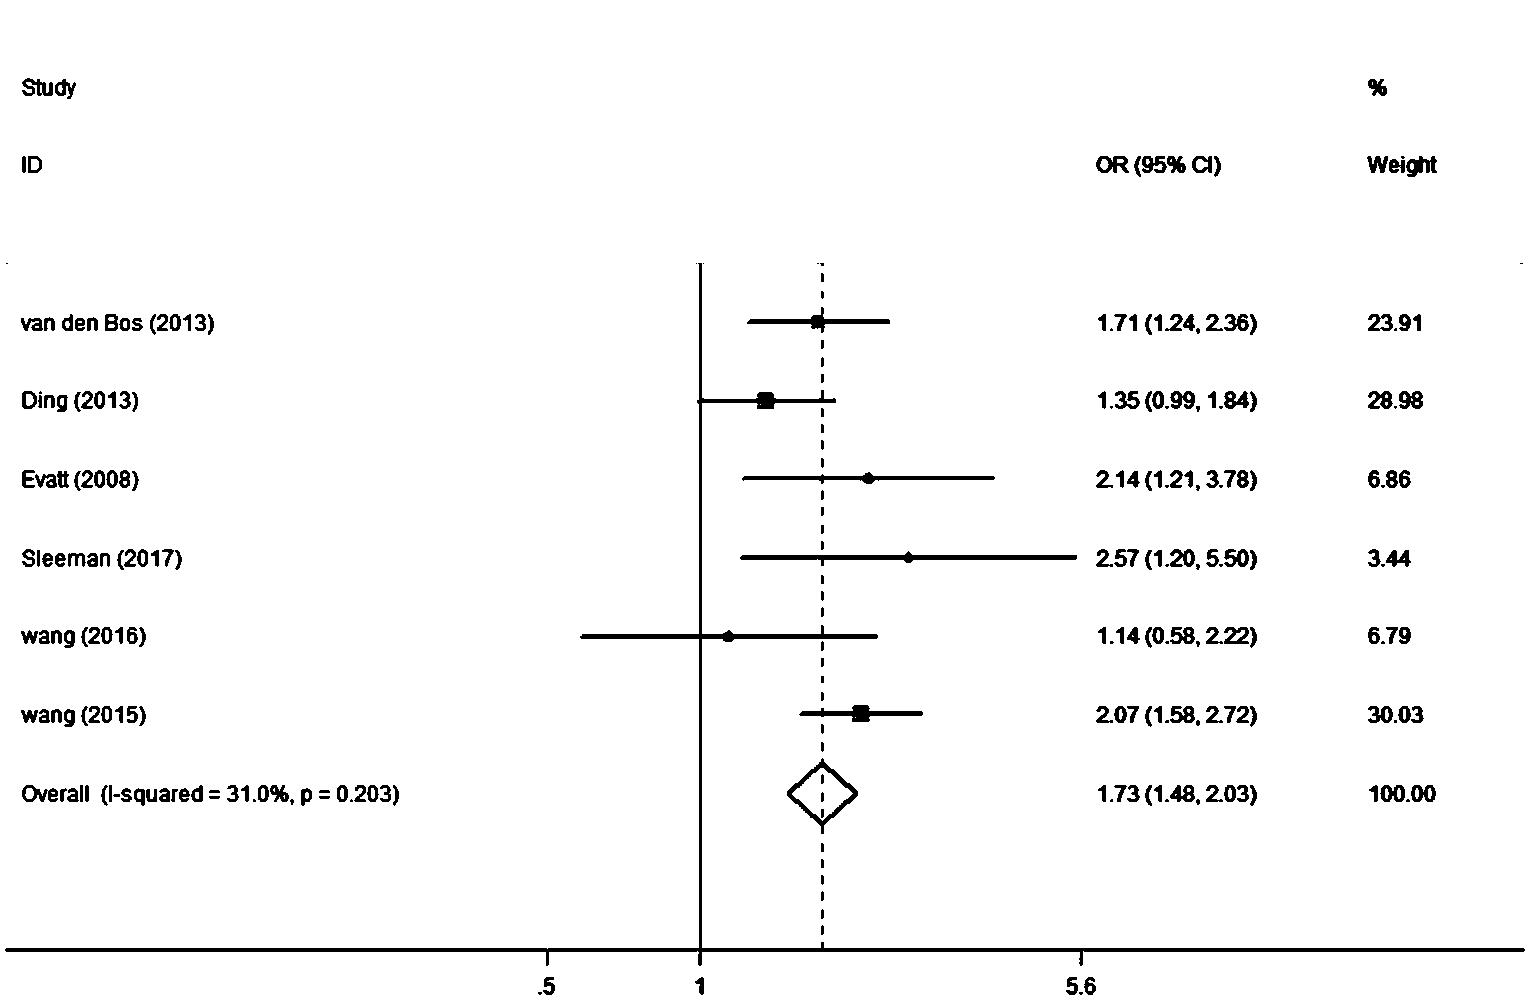 Study %
ID OR (95% CI) Weight
van den Bos (2013) 1.71 (1.24, 2.36) 23.91
Ding (2013) 1.35 (0.99, 1.84) 28.98
Evatt (2008) 2.14 (1.21, 3.78) 6.86
Sleeman (2017) 2.57 (1.20, 5.50) 3.44
wang (2016) 1.14 (0.58, 2.22) 6.79
wang (2015) 2.07 (1.58, 2.72) 30.03
Overall (I-squared = 31.0%, p = 0.203) 1.73 (1.48, 2.03) 100.00
.5 1 5.6